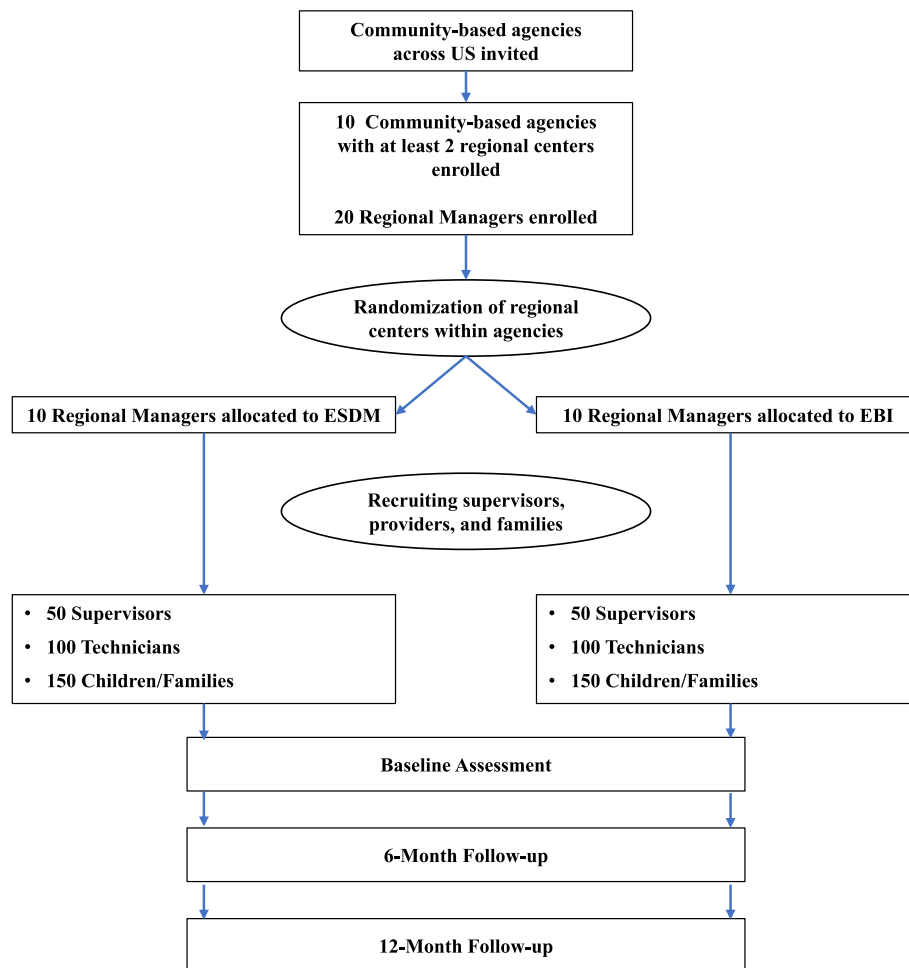 Community-based agencies
across US invited
10 Community-based agencies
with at least 2 regional centers
enrolled
20 Regional Managers enrolled
Randomization of regional
centers within agencies
10 Regional Managers allocated to ESDM
10 Regional Managers allocated to EBI
Recruiting supervisors,
providers, and families
• 50 Supervisors
• 100 Technicians
• 150 Children/Families
• 50 Supervisors
• 100 Technicians
• 150 Children/Families
Baseline Assessment
6-Month Follow-up
12-Month Follow-up